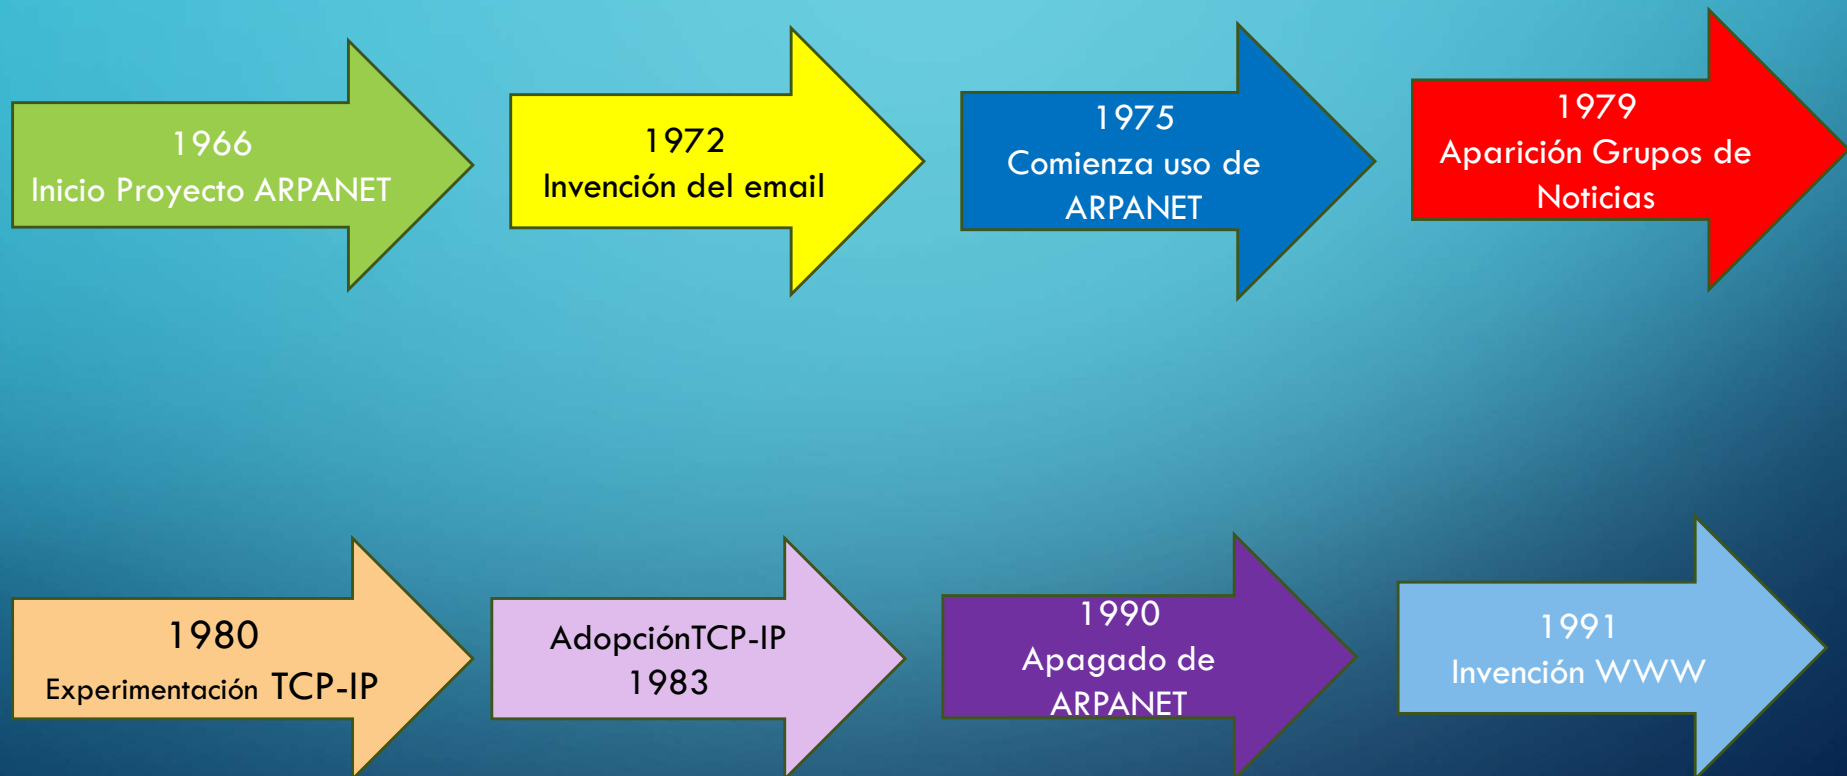 1966
Inicio Proyecto ARPANET
1972
Invención del email
1975
Comienza uso de
ARPANET
1979
Aparición Grupos de
Noticias
1980
Experimentación TCP-IP
AdopciónTCP-IP
1983
1990
Apagado de
ARPANET
1991
Invención WWW